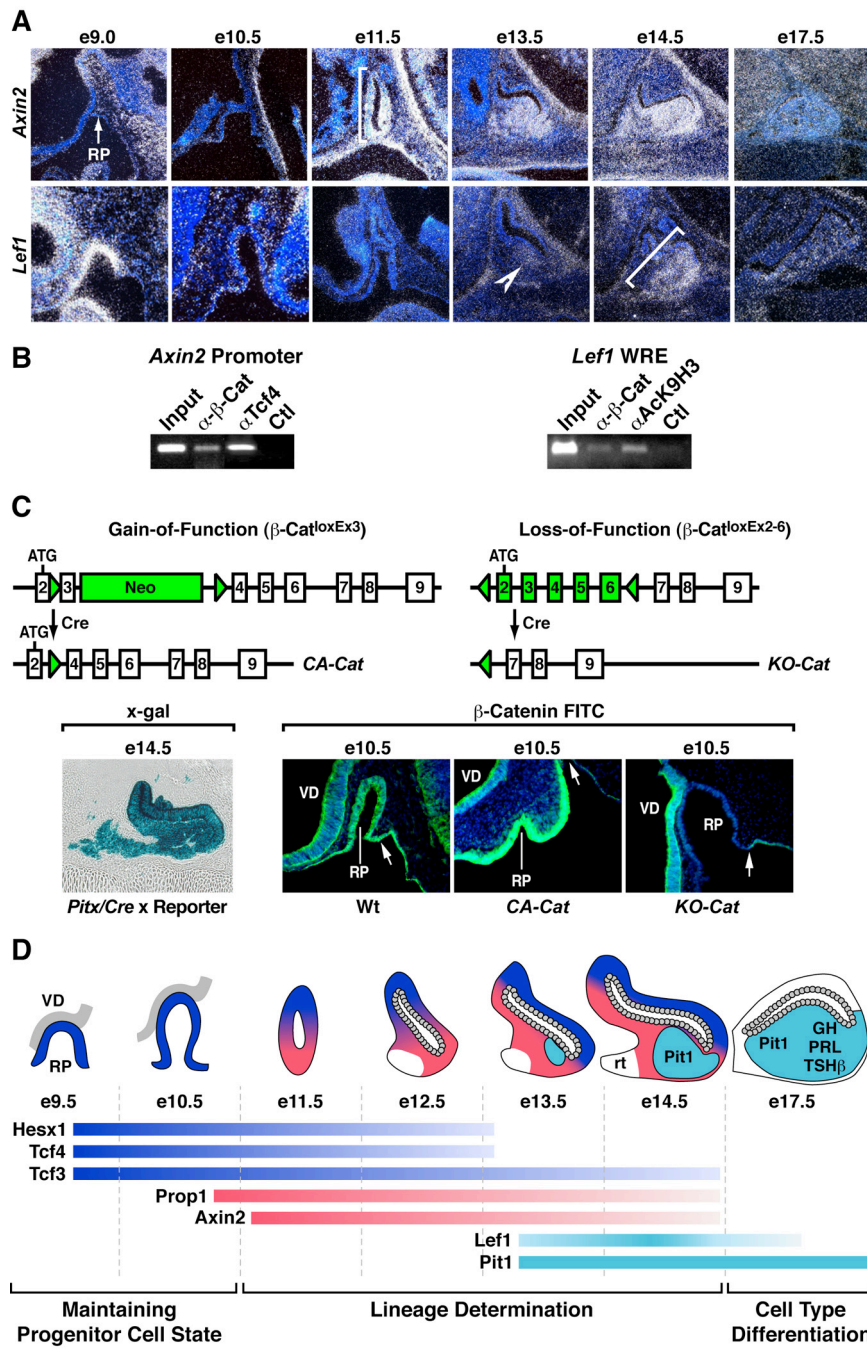 A
e9.0 e10.5 e11.5 e13.5 e14.5 e17.5
Axin2
RP
Lef1
B
Axin2 Promoter
Input α-β-Cat αTcf4 Ctl
Lef1 WRE
Input α-β-Cat αAcK9H3 Ctl
C
Gain-of-Function (β-CatloxEx3)
ATG
2 3 Neo 4 5 6 7 8 9
Cre
ATG
2 4 5 6 7 8 9 CA-Cat
Loss-of-Function (β-CatloxEx2-6)
ATG
2 3 4 5 6 7 8 9
Cre
7 8 9 KO-Cat
x-gal
e14.5
Pitx/Cre x Reporter
β-Catenin FITC
e10.5 e10.5 e10.5
VD RP
VD RP
VD RP
Wt CA-Cat KO-Cat
D
VD
RP
Pit1
rt
Pit1
GH
PRL
TSHβ
e9.5 e10.5 e11.5 e12.5 e13.5 e14.5 e17.5
Hesx1
Tcf4
Tcf3
Prop1
Axin2
Lef1
Pit1
Maintaining
Progenitor Cell State
Lineage Determination
Cell Type
Differentiation